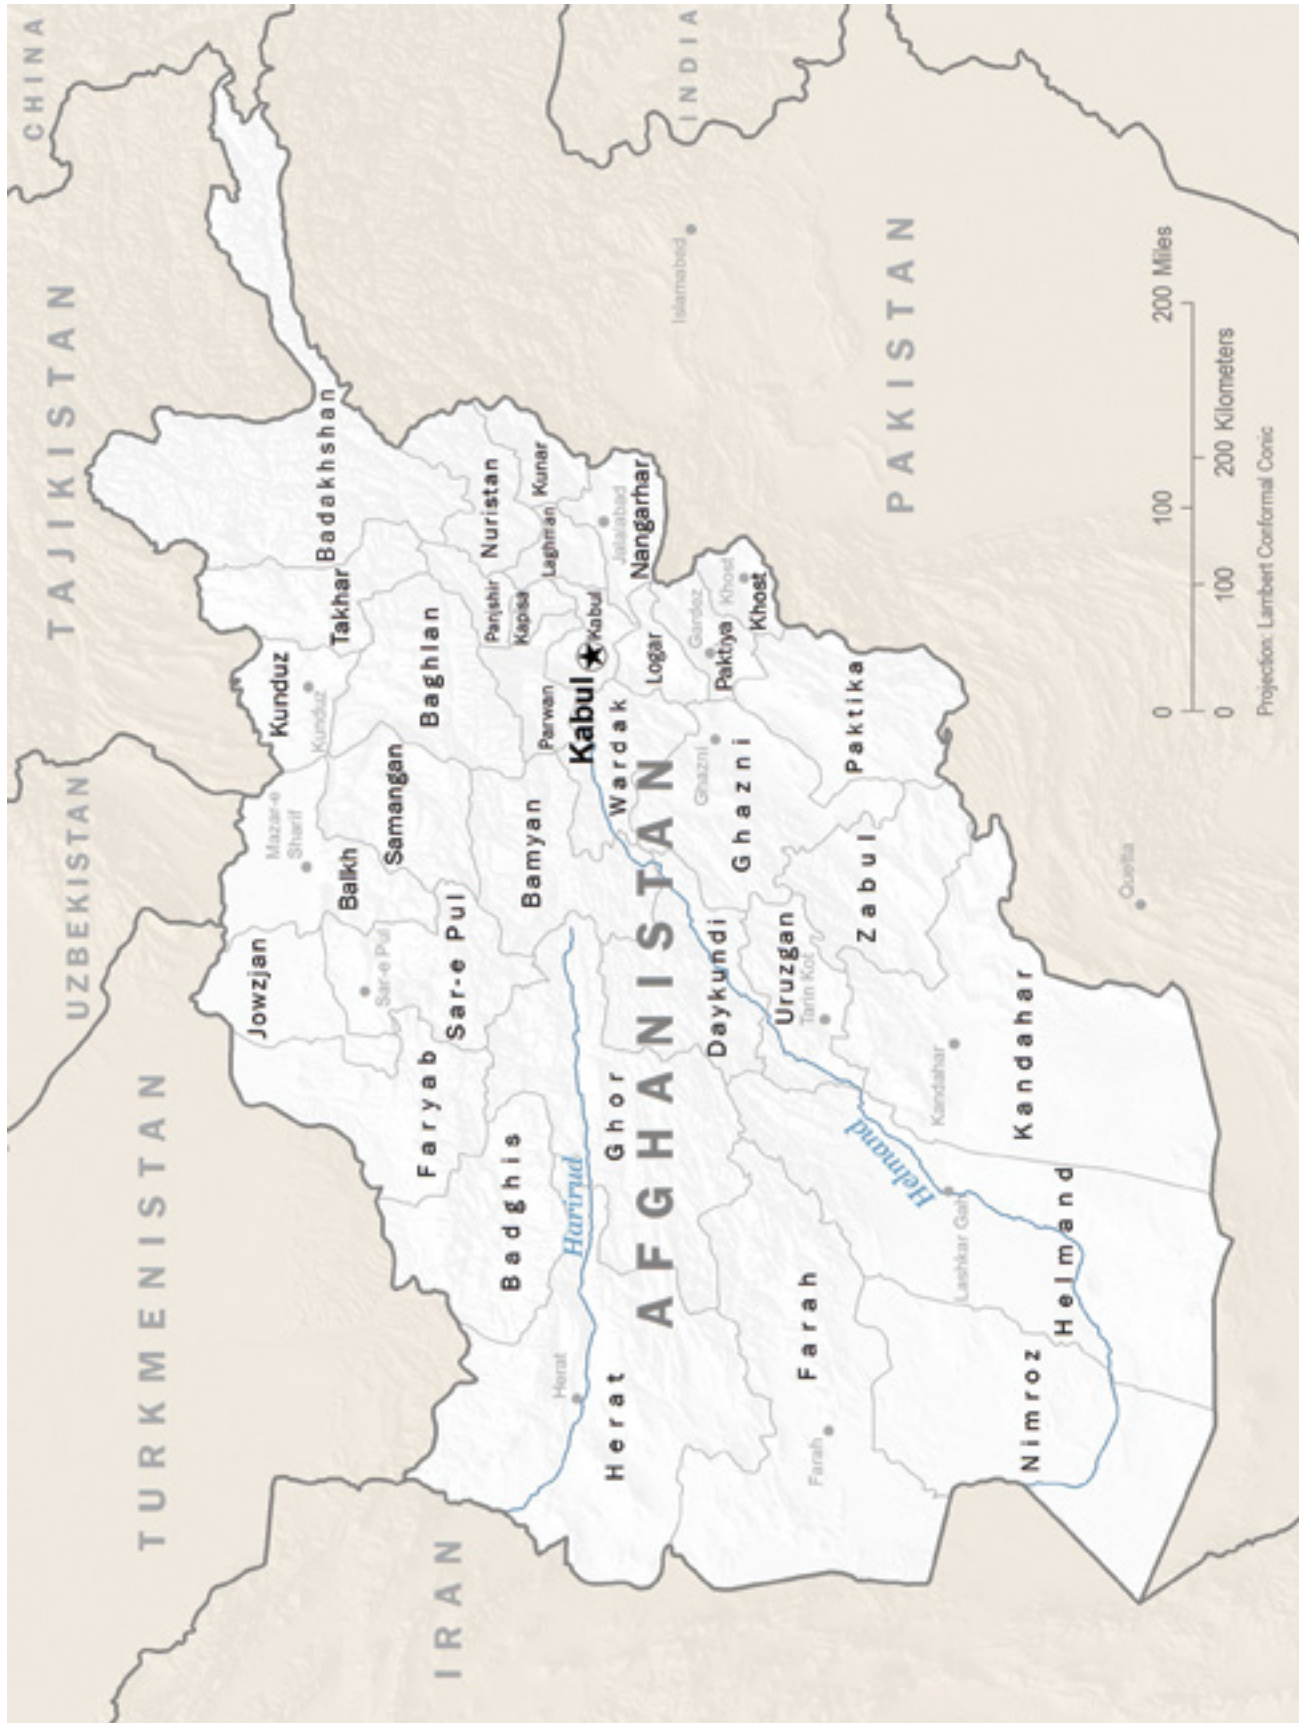 CHINA
TAJIKISTAN
UZBEKISTAN
TURKMENISTAN
IRAN
INDIA
PAKISTAN
AFGHANISTAN
Badakhshan
Takhar
Kunduz
Kunduz
Mazar-e
Sharif
Balkh
Jowzjan
Sar-e Pul
Sar-e Pul
Faryab
Samangan
Baghlan
Badghis
Bamyan
Panjshir
Kapisa
Parwan
Nuristan
Kunar
Laghman
Jalalabad
Nangarhar
Kabul
Kabul
Wardak
Logar
Gardez
Paktya
Khost
Khost
Harirud
Herat
Herat
Ghor
Daykundi
Ghazni
Ghazni
Paktika
Uruzgan
Tarin Kot
Zabul
Farah
Farah
Helmand
Lashkar Gah
Kandahar
Kandahar
Helmand
Nimroz
Islamabad
Quetta
0 100 200 Miles
0 100 200 Kilometers
Projection: Lambert Conformal Conic